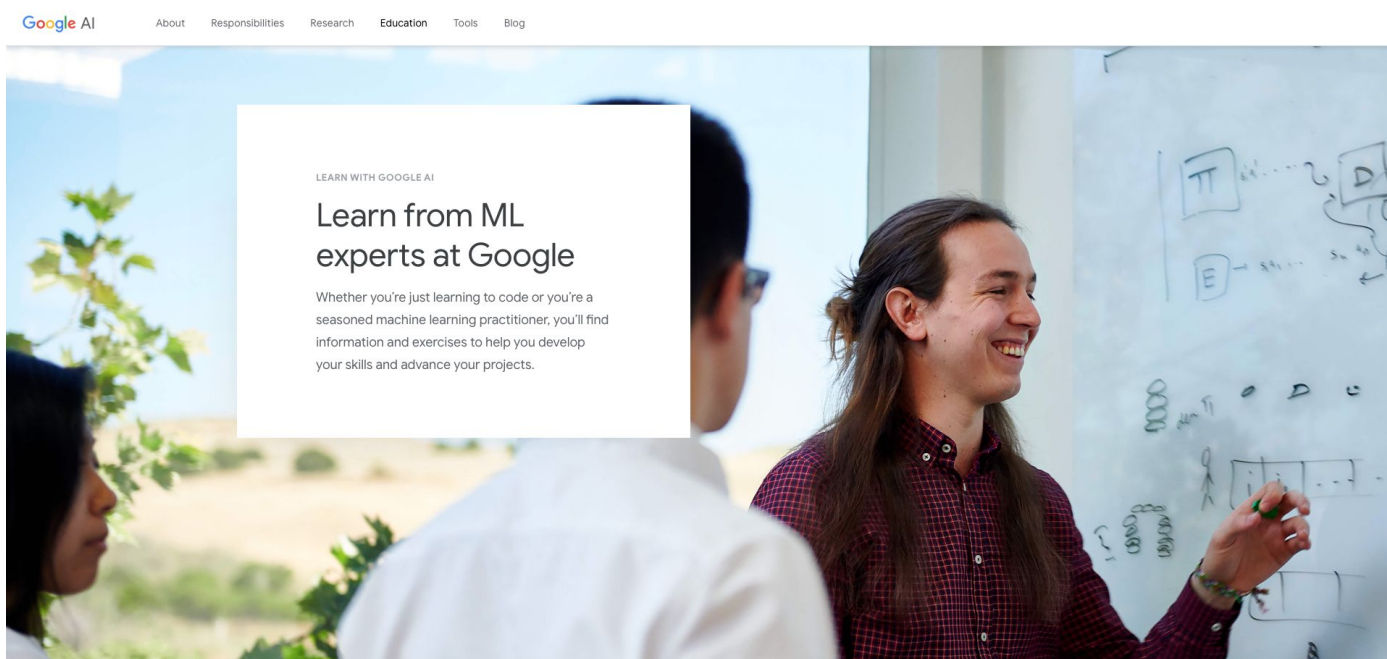 Google AI
About
Responsibilities
Research
Education
Tools
Blog
LEARN WITH GOOGLE AI
Learn from ML
experts at Google
Whether you're just learning to code or you're a
seasoned machine learning practitioner, you'll find
information and exercises to help you develop
your skills and advance your projects.
π
D
E
D